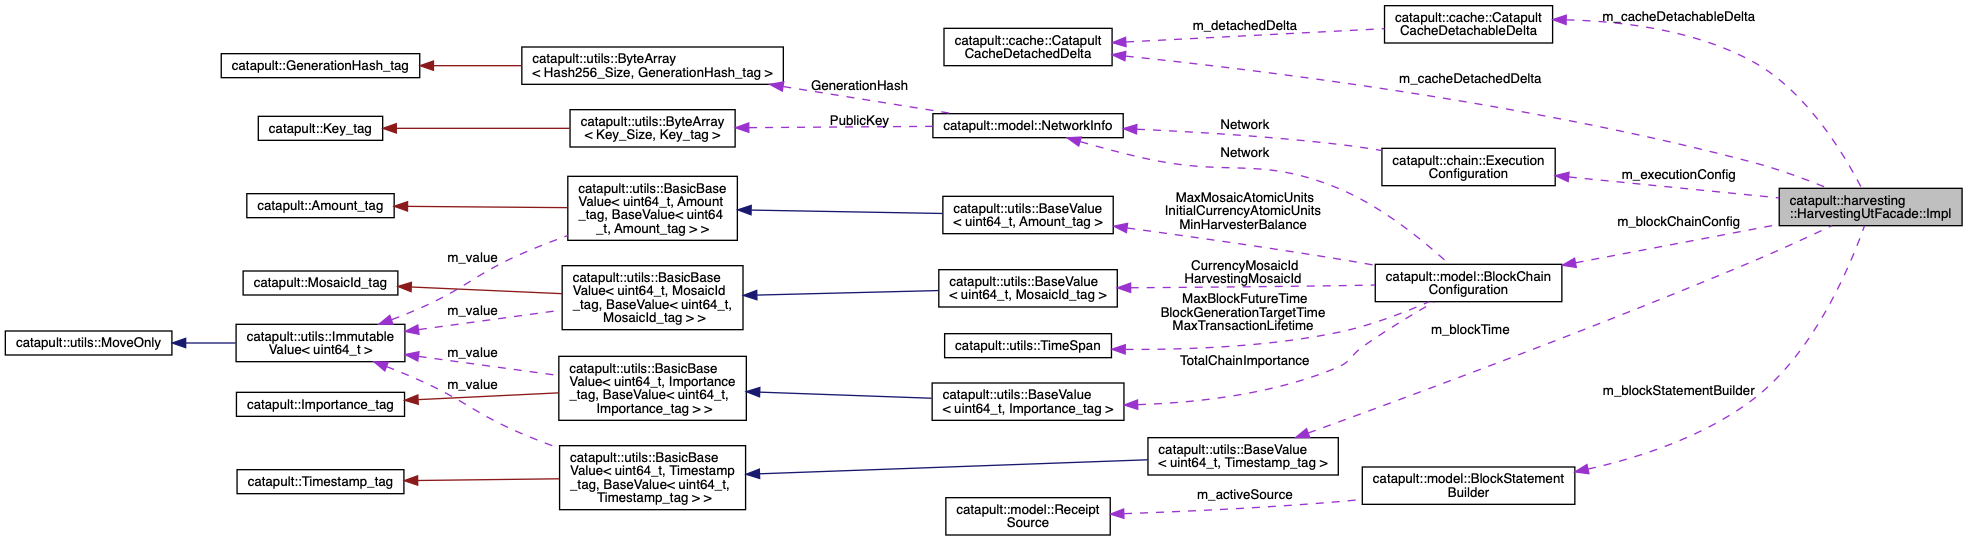 catapult::GenerationHash_tag
catapult::utils::ByteArray
< Hash256_Size, GenerationHash_tag >
catapult::Key_tag
catapult::utils::ByteArray
< Key_Size, Key_tag >
catapult::Amount_tag
catapult::utils::BasicBase
Value< uint64_t, Amount
_tag, BaseValue< uint64
_t, Amount_tag > >
catapult::MosaicId_tag
catapult::utils::BasicBase
Value< uint64_t, MosaicId
_tag, BaseValue< uint64_t,
MosaicId_tag > >
catapult::utils::MoveOnly
catapult::utils::Immutable
Value< uint64_t >
catapult::Importance_tag
catapult::utils::BasicBase
Value< uint64_t, Importance
_tag, BaseValue< uint64_t,
Importance_tag > >
catapult::Timestamp_tag
catapult::utils::BasicBase
Value< uint64_t, Timestamp
_tag, BaseValue< uint64_t,
Timestamp_tag > >
m_value
m_value
m_value
m_value
GenerationHash
PublicKey
catapult::cache::Catapult
CacheDetachedDelta
catapult::model::NetworkInfo
catapult::utils::BaseValue
< uint64_t, Amount_tag >
catapult::utils::BaseValue
< uint64_t, MosaicId_tag >
catapult::utils::TimeSpan
catapult::utils::BaseValue
< uint64_t, Importance_tag >
catapult::utils::BaseValue
< uint64_t, Timestamp_tag >
catapult::model::Receipt
Source
m_detachedDelta
Network
Network
MaxMosaicAtomicUnits
InitialCurrencyAtomicUnits
MinHarvesterBalance
CurrencyMosaicId
HarvestingMosaicId
MaxBlockFutureTime
BlockGenerationTargetTime
MaxTransactionLifetime
TotalChainImportance
m_activeSource
catapult::cache::Catapult
CacheDetachableDelta
catapult::chain::Execution
Configuration
catapult::model::BlockChain
Configuration
catapult::model::BlockStatement
Builder
m_cacheDetachableDelta
m_cacheDetachedDelta
m_executionConfig
m_blockChainConfig
m_blockTime
m_blockStatementBuilder
catapult::harvesting
::HarvestingUtFacade::Impl